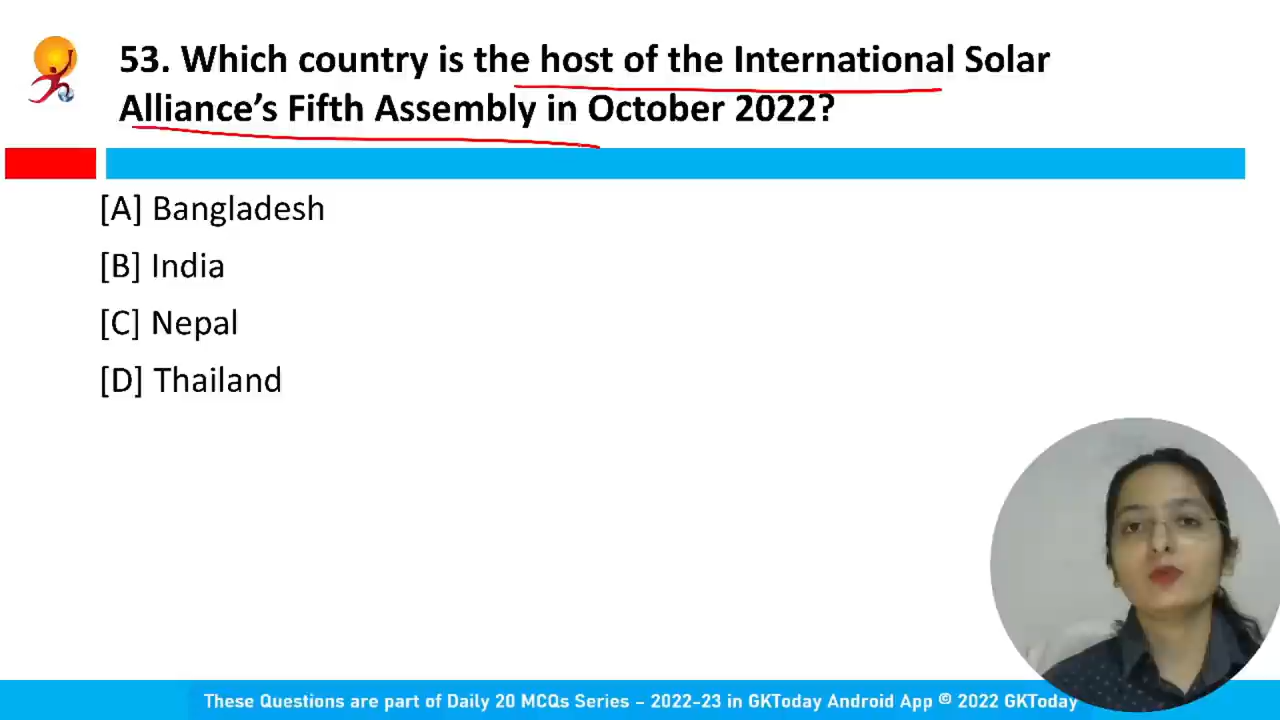 53. Which country is the host of the International Solar
Alliance’s Fifth Assembly in October 2022?
[A] Bangladesh
[B] India
[C] Nepal
[D] Thailand
These Questions are part of Daily 20 MCQs Series – 2022-23 in GKToday Android App © 2022 GKToday